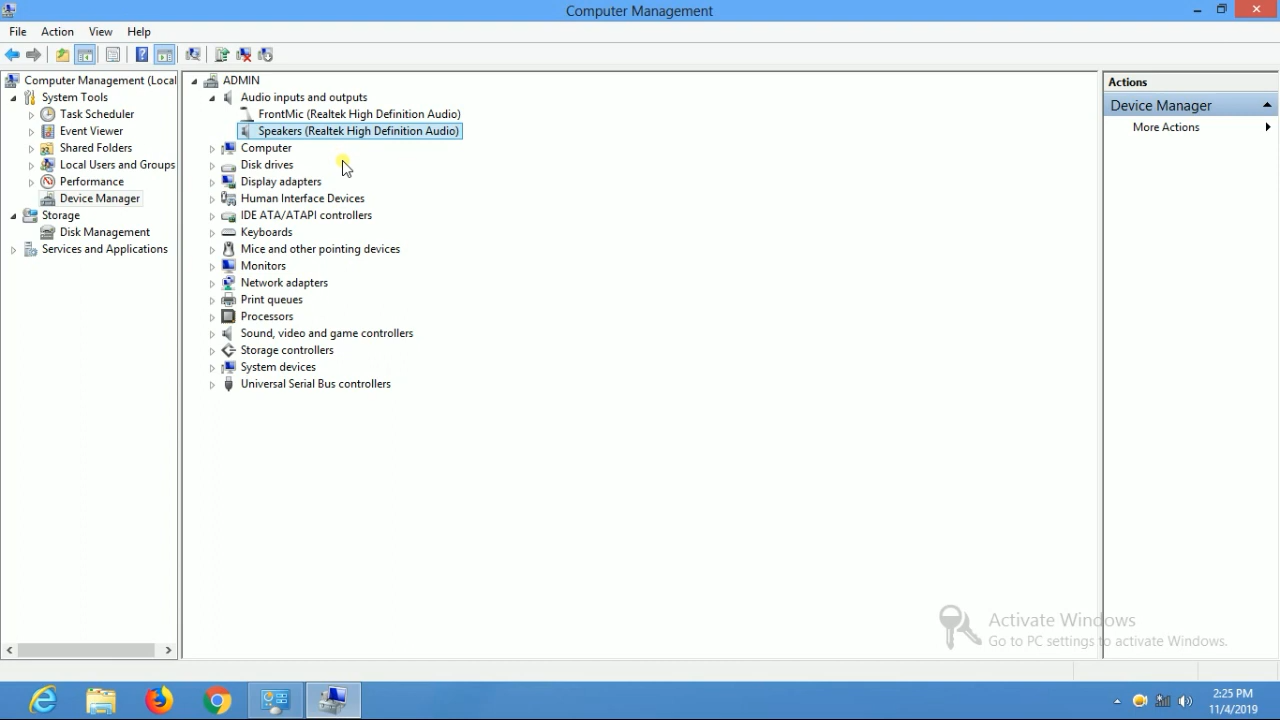 Computer Management
File Action View Help
Computer Management (Local
System Tools
Task Scheduler
Event Viewer
Shared Folders
Local Users and Groups
Performance
Device Manager
Storage
Disk Management
Services and Applications
ADMIN
Audio inputs and outputs
FrontMic (Realtek High Definition Audio)
Speakers (Realtek High Definition Audio)
Computer
Disk drives
Display adapters
Human Interface Devices
IDE ATA/ATAPI controllers
Keyboards
Mice and other pointing devices
Monitors
Network adapters
Print queues
Processors
Sound, video and game controllers
Storage controllers
System devices
Universal Serial Bus controllers
Actions
Device Manager
More Actions
Activate Windows
Go to PC settings to activate Windows.
2:25 PM
11/4/2019